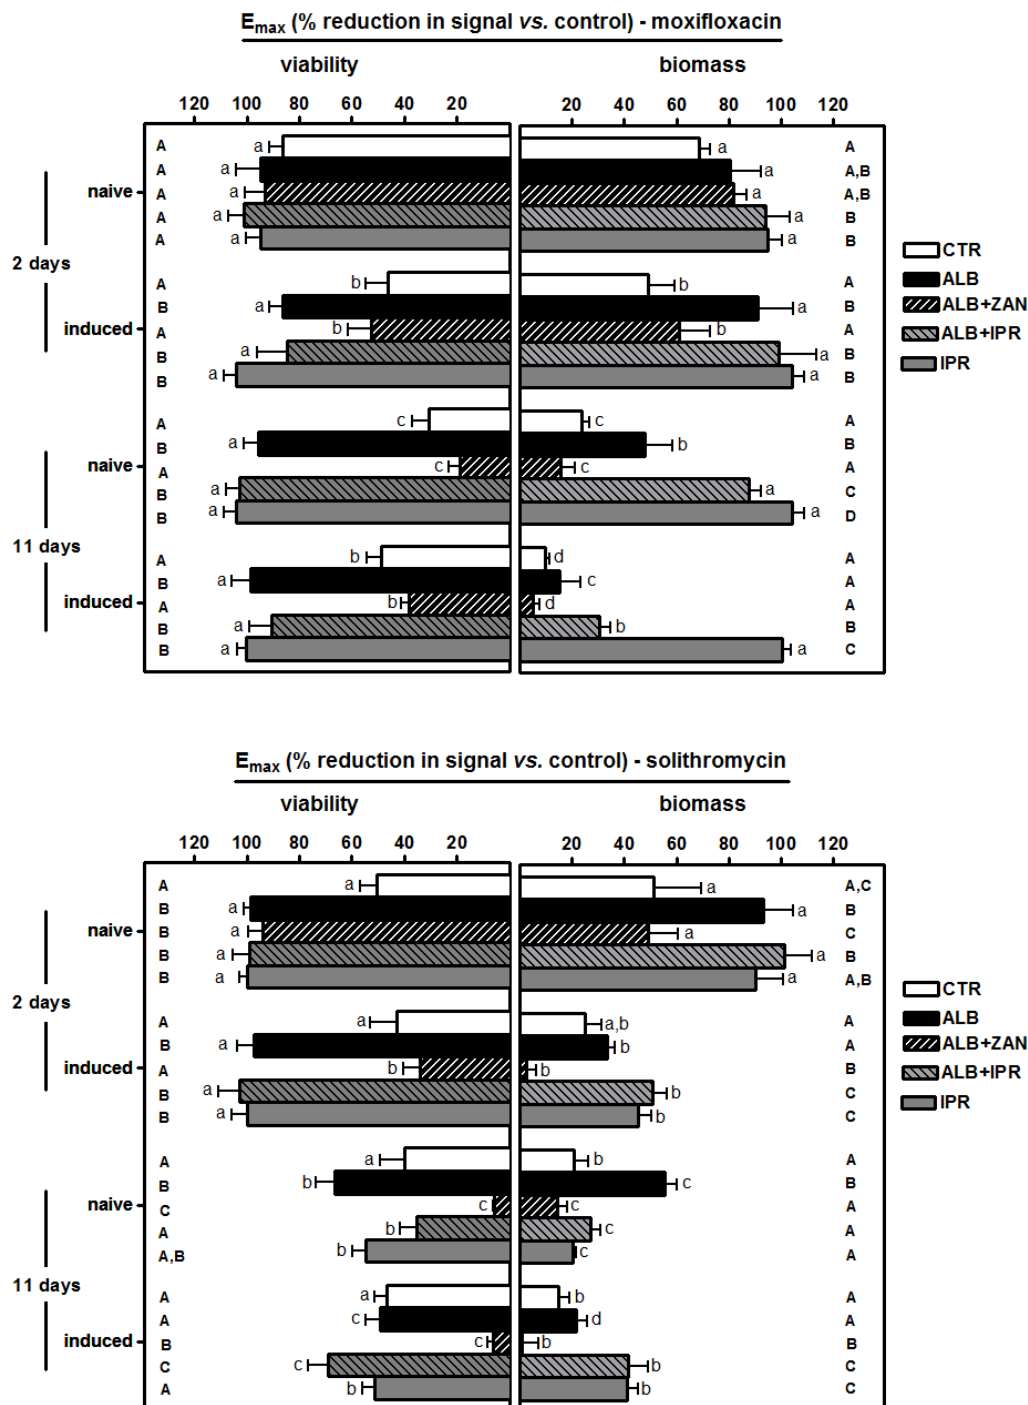 Emax (% reduction in signal vs. control) - moxifloxacin
viability biomass
120 100 80 60 40 20 20 40 60 80 100 120
A a a A
A a a A,B
naive A a a A,B
A a a B
2 days A a a B
A b b A
B a a B
induced A b b A
B a a B
B a a B
A c c A
B a b B
naive A c c A
B a a C
B a a D
11 days A b d A
B a c A
induced A b d A
B a b B
B a a C
CTR
ALB
ALB+ZAN
ALB+IPR
IPR
Emax (% reduction in signal vs. control) - solithromycin
viability biomass
120 100 80 60 40 20 20 40 60 80 100 120
A a a A,C
B a a B
naive B a a C
B a a B
2 days B a a A,B
A a a,b A
B a b A
induced A b b B
B a b C
B a b C
A a b A
B b c B
naive C c c A
A b c A
A,B b c A
11 days A a b A
A c d A
induced B c b B
C c b C
A b b C
CTR
ALB
ALB+ZAN
ALB+IPR
IPR